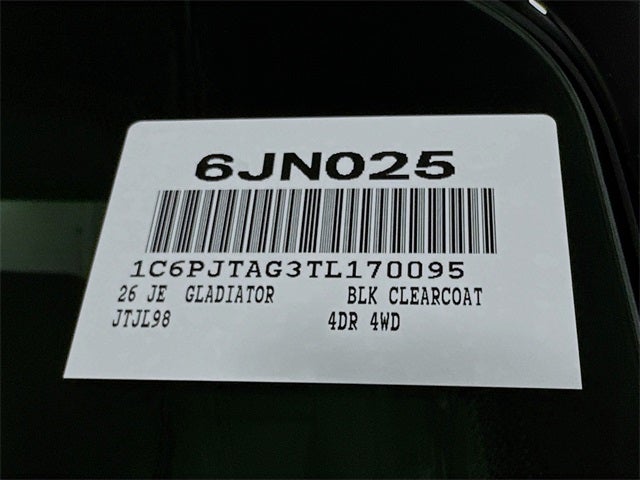 6JN025
1C6PJTAG3TL170095
26 JE GLADIATOR BLK CLEARCOAT
JTJL98 4DR 4WD